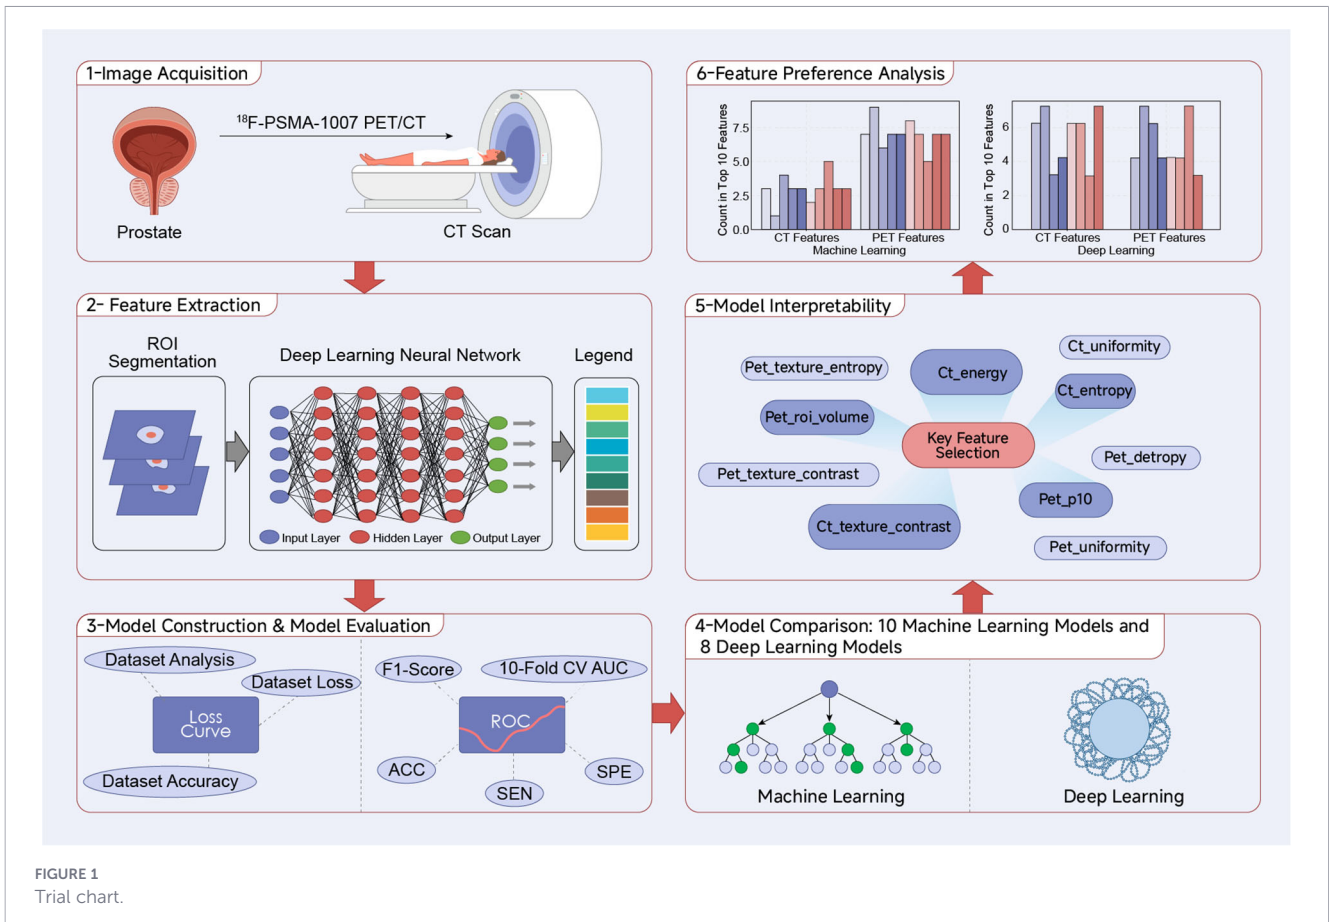 1-Image Acquisition
¹⁸F-PSMA-1007 PET/CT
Prostate
CT Scan
2- Feature Extraction
ROI
Segmentation
Deep Learning Neural Network
Legend
Input Layer
Hidden Layer
Output Layer
3-Model Construction & Model Evaluation
Dataset Analysis
Dataset Loss
Loss
Curve
Dataset Accuracy
F1-Score
10-Fold CV AUC
ROC
ACC
SEN
SPE
4-Model Comparison: 10 Machine Learning Models and
8 Deep Learning Models
Machine Learning
Deep Learning
5-Model Interpretability
Pet_texture_entropy
Ct_energy
Ct_uniformity
Ct_entropy
Pet_roi_volume
Key Feature
Selection
Pet_detropy
Pet_texture_contrast
Pet_p10
Ct_texture_contrast
Pet_uniformity
6-Feature Preference Analysis
Count in Top 10 Features
7.5
5.0
2.5
0.0
CT Features
PET Features
Machine Learning
Count in Top 10 Features
6
4
2
0
CT Features
PET Features
Deep Learning
FIGURE 1
Trial chart.